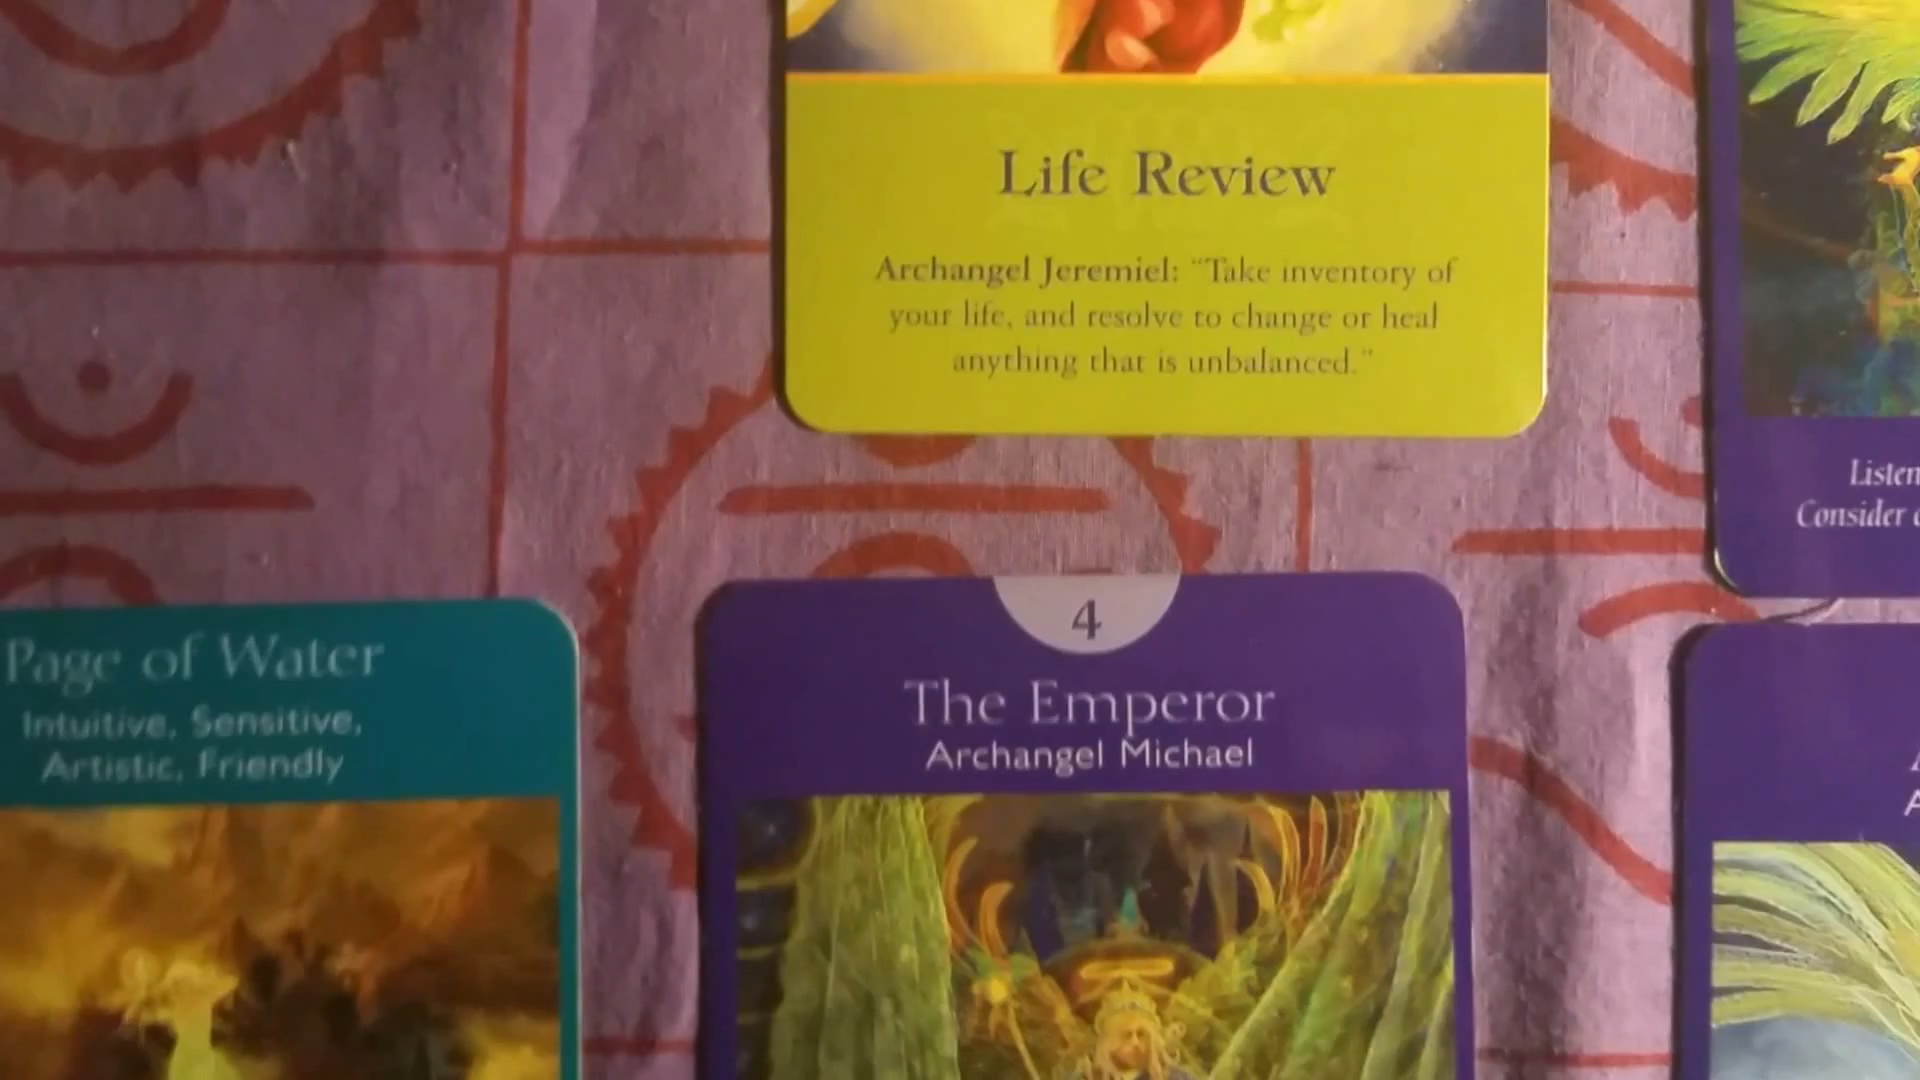 Life Review
Archangel Jeremiel: "Take inventory of
your life, and resolve to change or heal
anything that is unbalanced."
Listen
Consider
4
The Emperor
Archangel Michael
Page of Water
Intuitive, Sensitive,
Artistic, Friendly